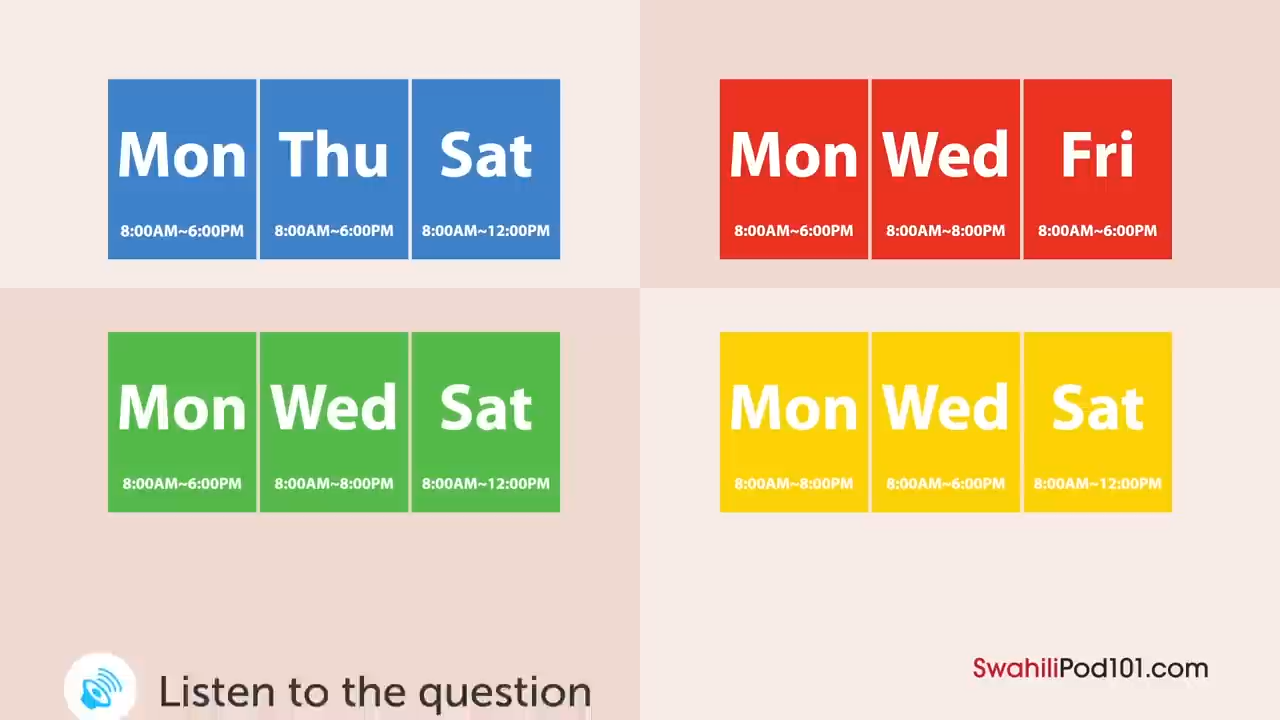 Mon Thu Sat
8:00AM~6:00PM 8:00AM~6:00PM 8:00AM~12:00PM
Mon Wed Fri
8:00AM~6:00PM 8:00AM~8:00PM 8:00AM~6:00PM
Mon Wed Sat
8:00AM~6:00PM 8:00AM~8:00PM 8:00AM~12:00PM
Mon Wed Sat
8:00AM~8:00PM 8:00AM~6:00PM 8:00AM~12:00PM
Listen to the question
SwahiliPod101.com